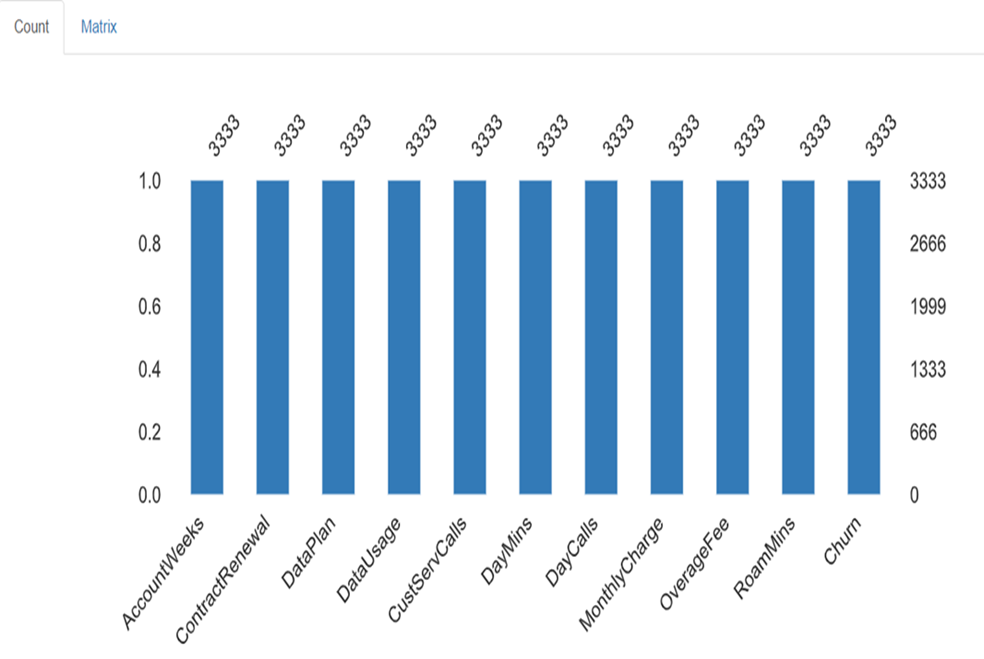 Count Matrix
3333 3333 3333 3333 3333 3333 3333 3333 3333 3333 3333
1.0 3333
0.8 2666
0.6 1999
0.4 1333
0.2 666
0.0 0
AccountWeeks ContractRenewal DataPlan DataUsage CustServCalls DayMins DayCalls MonthlyCharge OverageFee RoamMins Churn